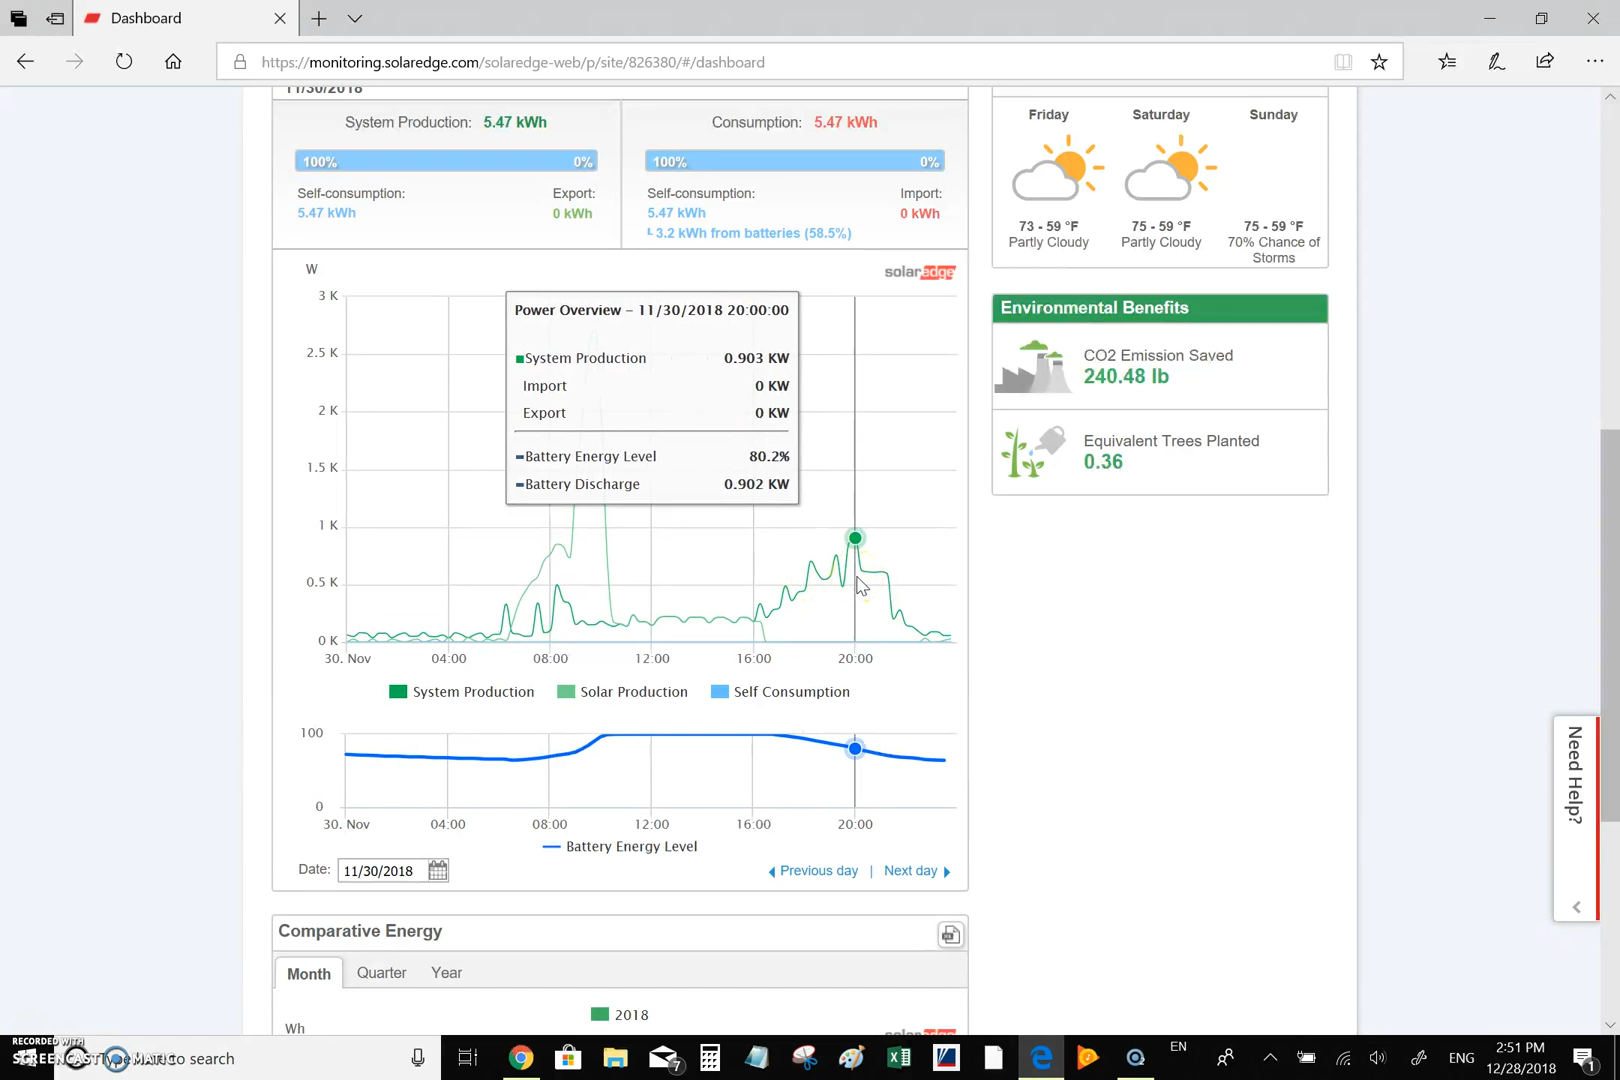 Dashboard
https://monitoring.solaredge.com/solaredge-web/p/site/826380/#/dashboard
11/30/2018
System Production: 5.47 kWh
Consumption: 5.47 kWh
100% 0%
100% 0%
Self-consumption: Export:
5.47 kWh 0 kWh
Self-consumption: Import:
5.47 kWh 0 kWh
3.2 kWh from batteries (58.5%)
W
solaredge
3 K
2.5 K
2 K
1.5 K
1 K
0.5 K
0 K
Power Overview – 11/30/2018 20:00:00
System Production 0.903 KW
Import 0 KW
Export 0 KW
Battery Energy Level 80.2%
Battery Discharge 0.902 KW
30. Nov 04:00 08:00 12:00 16:00 20:00
System Production Solar Production Self Consumption
100
0
30. Nov 04:00 08:00 12:00 16:00 20:00
Battery Energy Level
Date: 11/30/2018
Previous day | Next day
Comparative Energy
Month Quarter Year
2018
Wh
Friday Saturday Sunday
73 - 59 °F 75 - 59 °F 75 - 59 °F
Partly Cloudy Partly Cloudy 70% Chance of
Storms
Environmental Benefits
CO2 Emission Saved
240.48 lb
Equivalent Trees Planted
0.36
Need Help?
RECORDED WITH
SCREENCAST MATIC
Type to search
7
EN
ENG
2:51 PM
12/28/2018
1